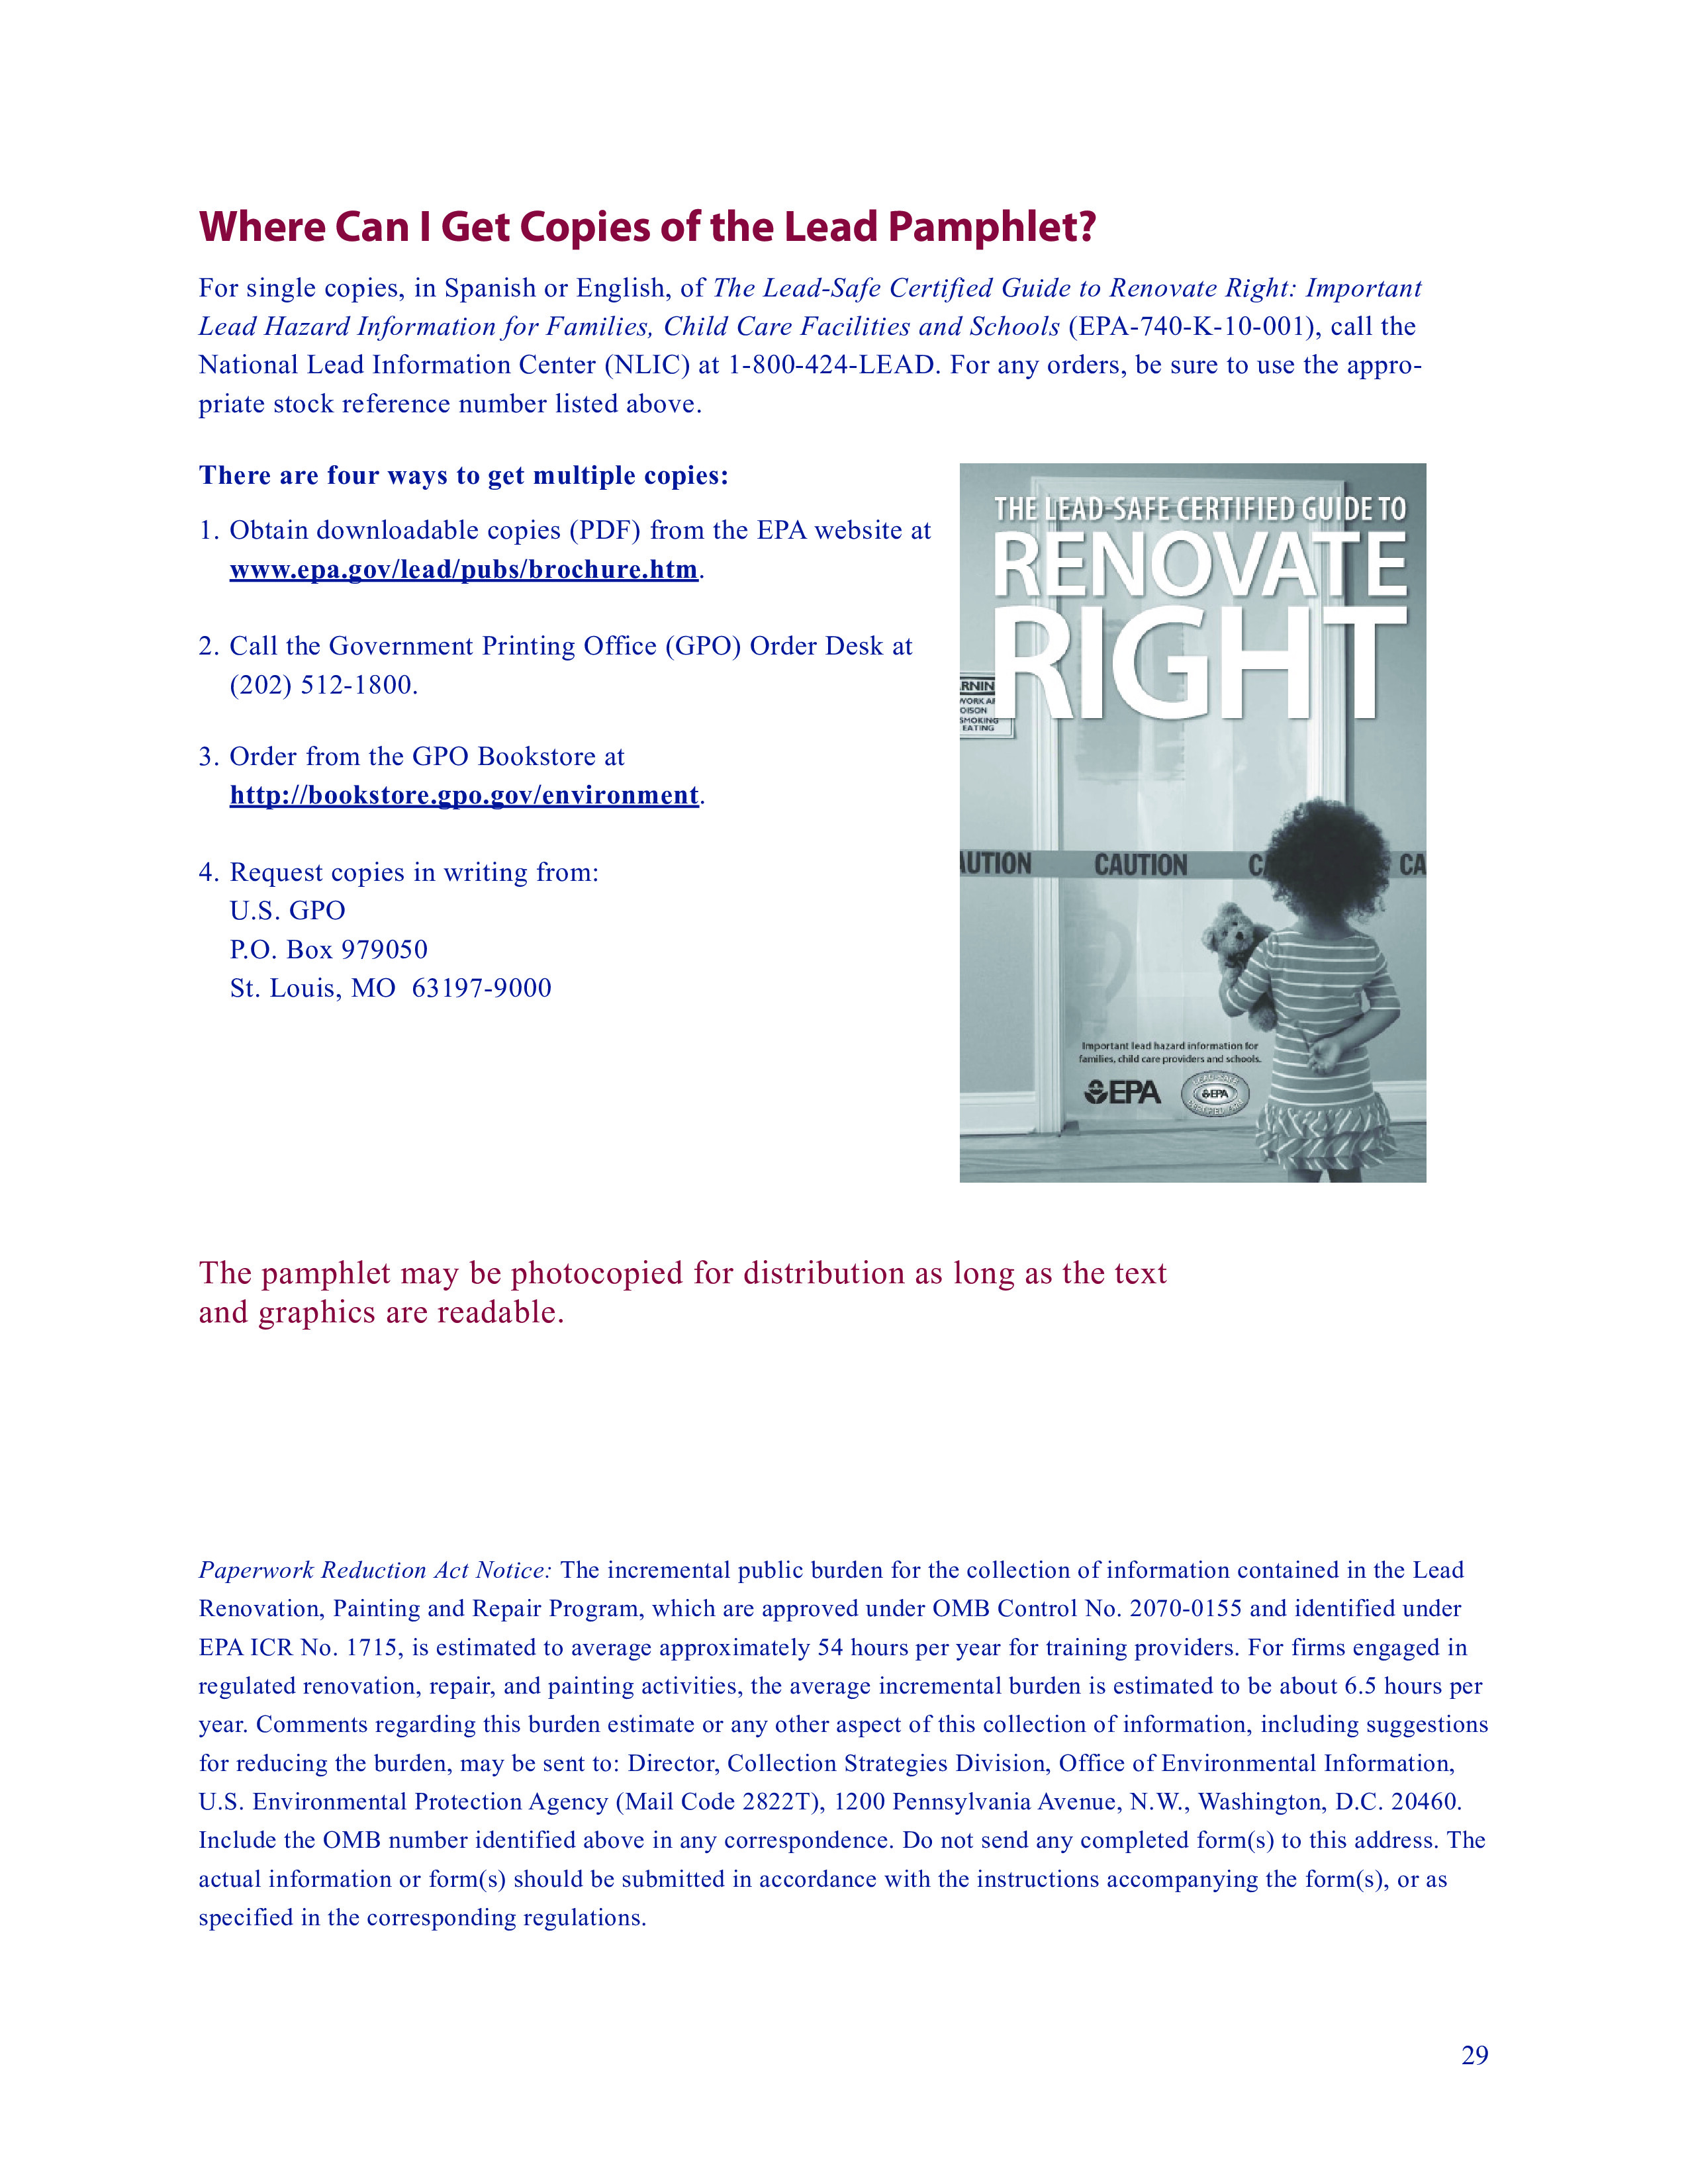 Where Can I Get Copies of the Lead Pamphlet?
For single copies, in Spanish or English, of The Lead-Safe Certified Guide to Renovate Right: Important
Lead Hazard Information for Families, Child Care Facilities and Schools (EPA-740-K-10-001), call the
National Lead Information Center (NLIC) at 1-800-424-LEAD. For any orders, be sure to use the appro-
priate stock reference number listed above.
There are four ways to get multiple copies:
1. Obtain downloadable copies (PDF) from the EPA website at
www.epa.gov/lead/pubs/brochure.htm.
2. Call the Government Printing Office (GPO) Order Desk at
(202) 512-1800.
3. Order from the GPO Bookstore at
http://bookstore.gpo.gov/environment.
4. Request copies in writing from:
U.S. GPO
P.O. Box 979050
St. Louis, MO  63197-9000
THE LEAD-SAFE CERTIFIED GUIDE TO
RENOVATE
RIGHT
RNIN
WORK AR
OISON
SMOKING
EATING
AUTION CAUTION CA CA
Important lead hazard information for
families, child care providers and schools.
EPA
EPA
The pamphlet may be photocopied for distribution as long as the text
and graphics are readable.
Paperwork Reduction Act Notice: The incremental public burden for the collection of information contained in the Lead
Renovation, Painting and Repair Program, which are approved under OMB Control No. 2070-0155 and identified under
EPA ICR No. 1715, is estimated to average approximately 54 hours per year for training providers. For firms engaged in
regulated renovation, repair, and painting activities, the average incremental burden is estimated to be about 6.5 hours per
year. Comments regarding this burden estimate or any other aspect of this collection of information, including suggestions
for reducing the burden, may be sent to: Director, Collection Strategies Division, Office of Environmental Information,
U.S. Environmental Protection Agency (Mail Code 2822T), 1200 Pennsylvania Avenue, N.W., Washington, D.C. 20460.
Include the OMB number identified above in any correspondence. Do not send any completed form(s) to this address. The
actual information or form(s) should be submitted in accordance with the instructions accompanying the form(s), or as
specified in the corresponding regulations.
29